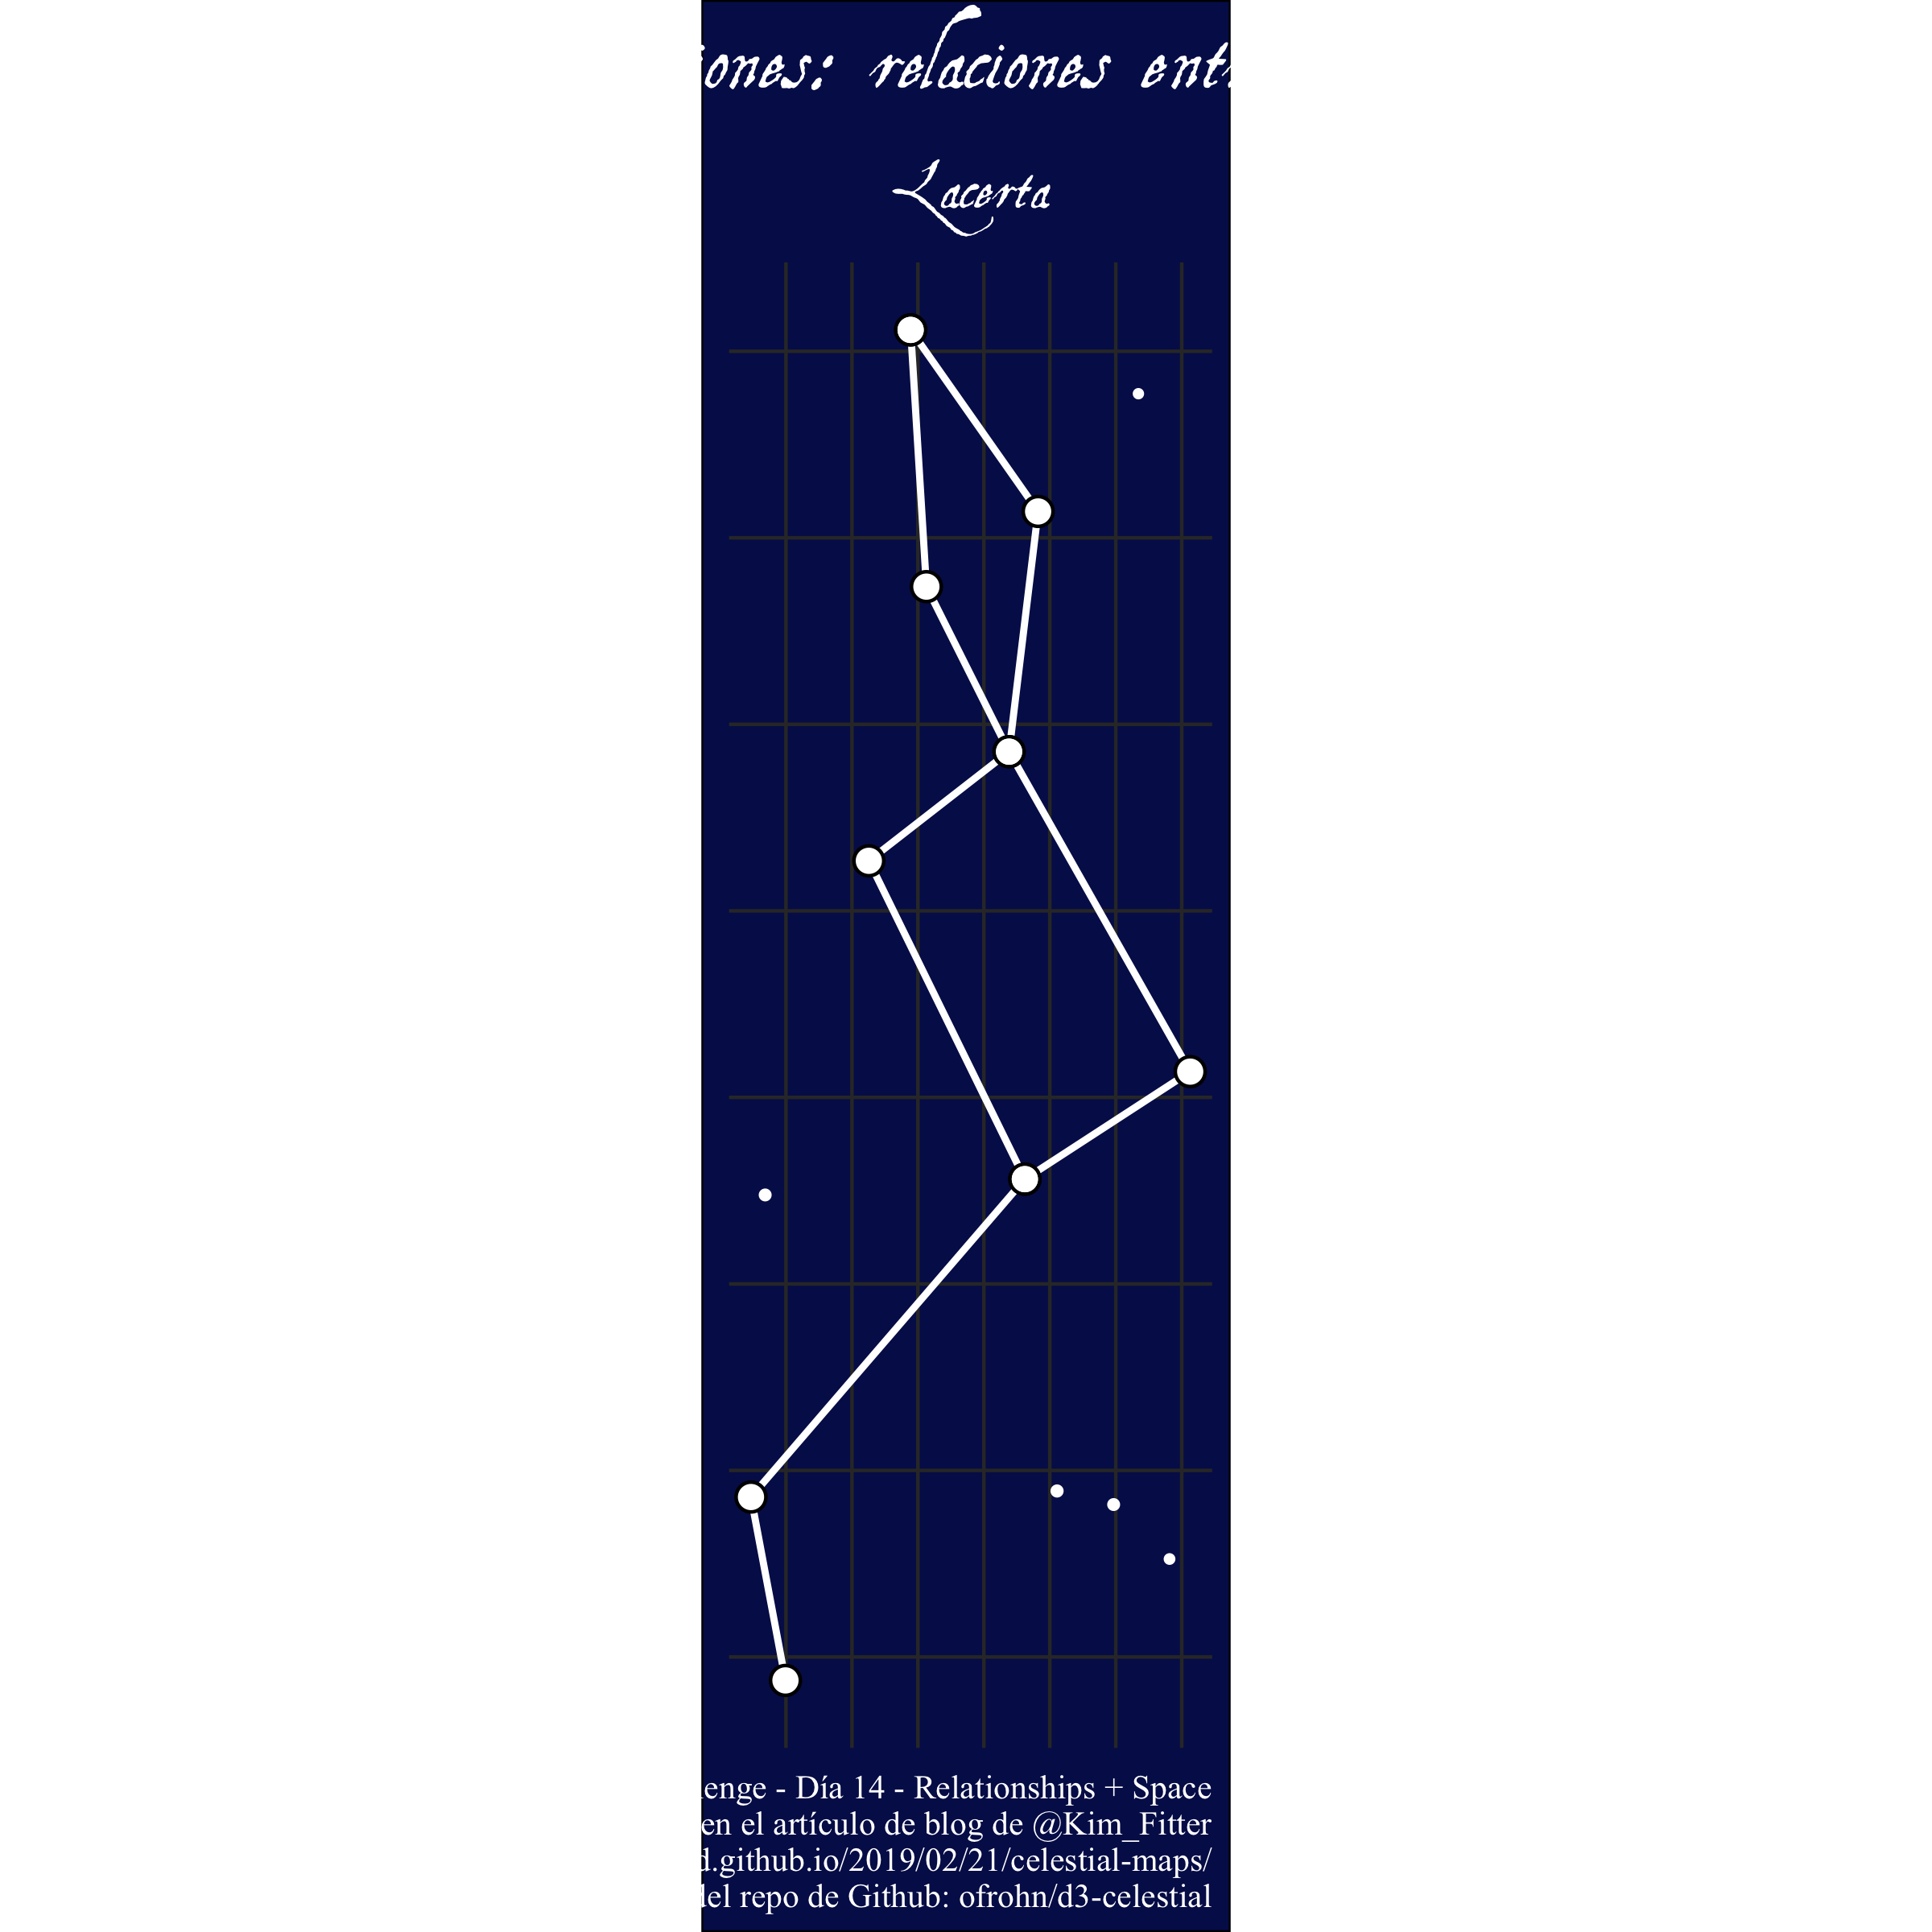 ones: relaciones ent
Lacerta
enge - Día 14 - Relationships + Space
en el artículo de blog de @Kim_Fitter
d.github.io/2019/02/21/celestial-maps/
del repo de Github: ofrohn/d3-celestial